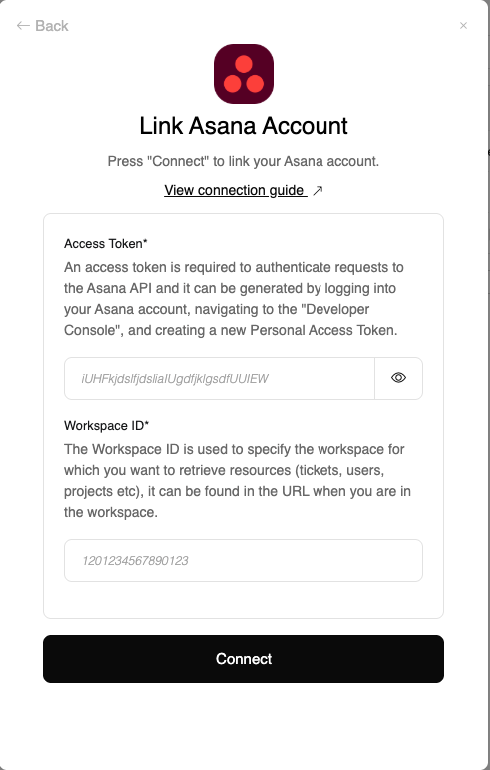 ← Back
×
Link Asana Account
Press "Connect" to link your Asana account.
View connection guide ↗
Access Token*
An access token is required to authenticate requests to
the Asana API and it can be generated by logging into
your Asana account, navigating to the "Developer
Console", and creating a new Personal Access Token.
iUHFkjdslfjdsliaIUgdfjklgsdfUUIEW
Workspace ID*
The Workspace ID is used to specify the workspace for
which you want to retrieve resources (tickets, users,
projects etc), it can be found in the URL when you are in
the workspace.
1201234567890123
Connect